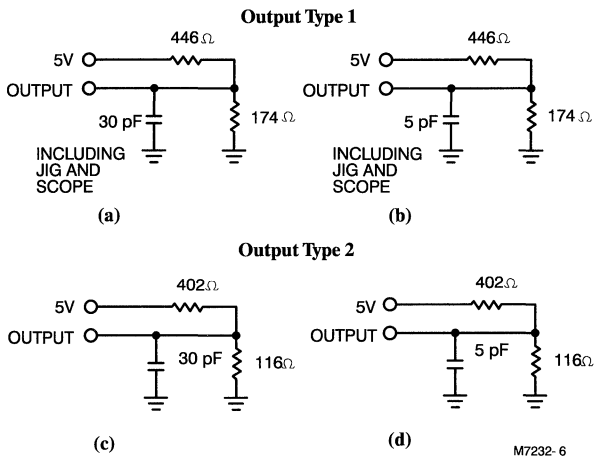 Output Type 1
446Ω
5V
OUTPUT
30 pF
174 Ω
INCLUDING
JIG AND
SCOPE
(a)
446Ω
5V
OUTPUT
5 pF
174 Ω
INCLUDING
JIG AND
SCOPE
(b)
Output Type 2
402Ω
5V
OUTPUT
30 pF
116Ω
(c)
402Ω
5V
OUTPUT
5 pF
116Ω
(d)
M7232-6